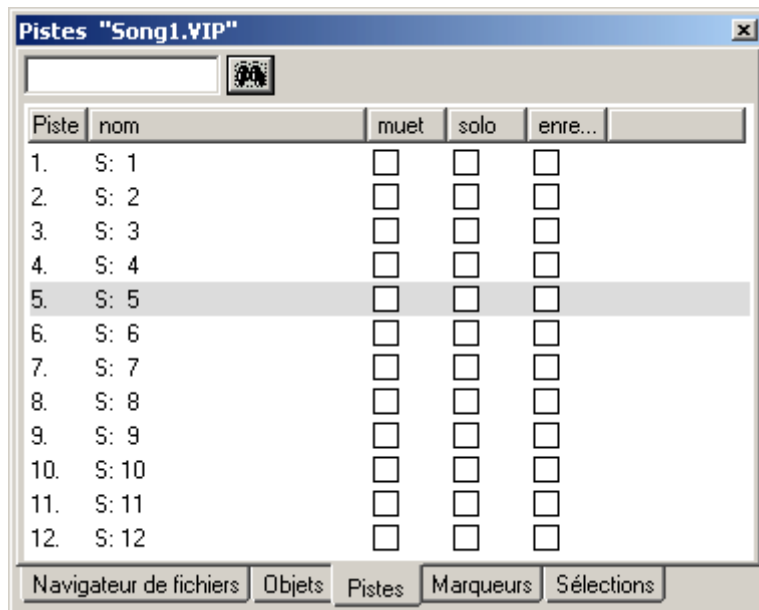 Pistes "Song1.VIP"
Piste nom muet solo enre...
1. S: 1
2. S: 2
3. S: 3
4. S: 4
5. S: 5
6. S: 6
7. S: 7
8. S: 8
9. S: 9
10. S: 10
11. S: 11
12. S: 12
Navigateur de fichiers Objets Pistes Marqueurs Sélections